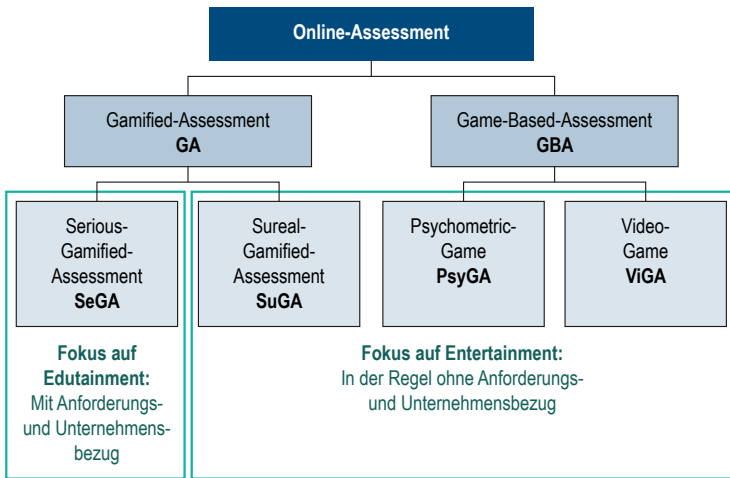 Online-Assessment
Gamified-Assessment
GA
Game-Based-Assessment
GBA
Serious-
Gamified-
Assessment
SeGA
Sureal-
Gamified-
Assessment
SuGA
Psychometric-
Game
PsyGA
Video-
Game
ViGA
Fokus auf
Edutainment:
Mit Anforderungs-
und Unternehmens-
bezug
Fokus auf Entertainment:
In der Regel ohne Anforderungs-
und Unternehmensbezug